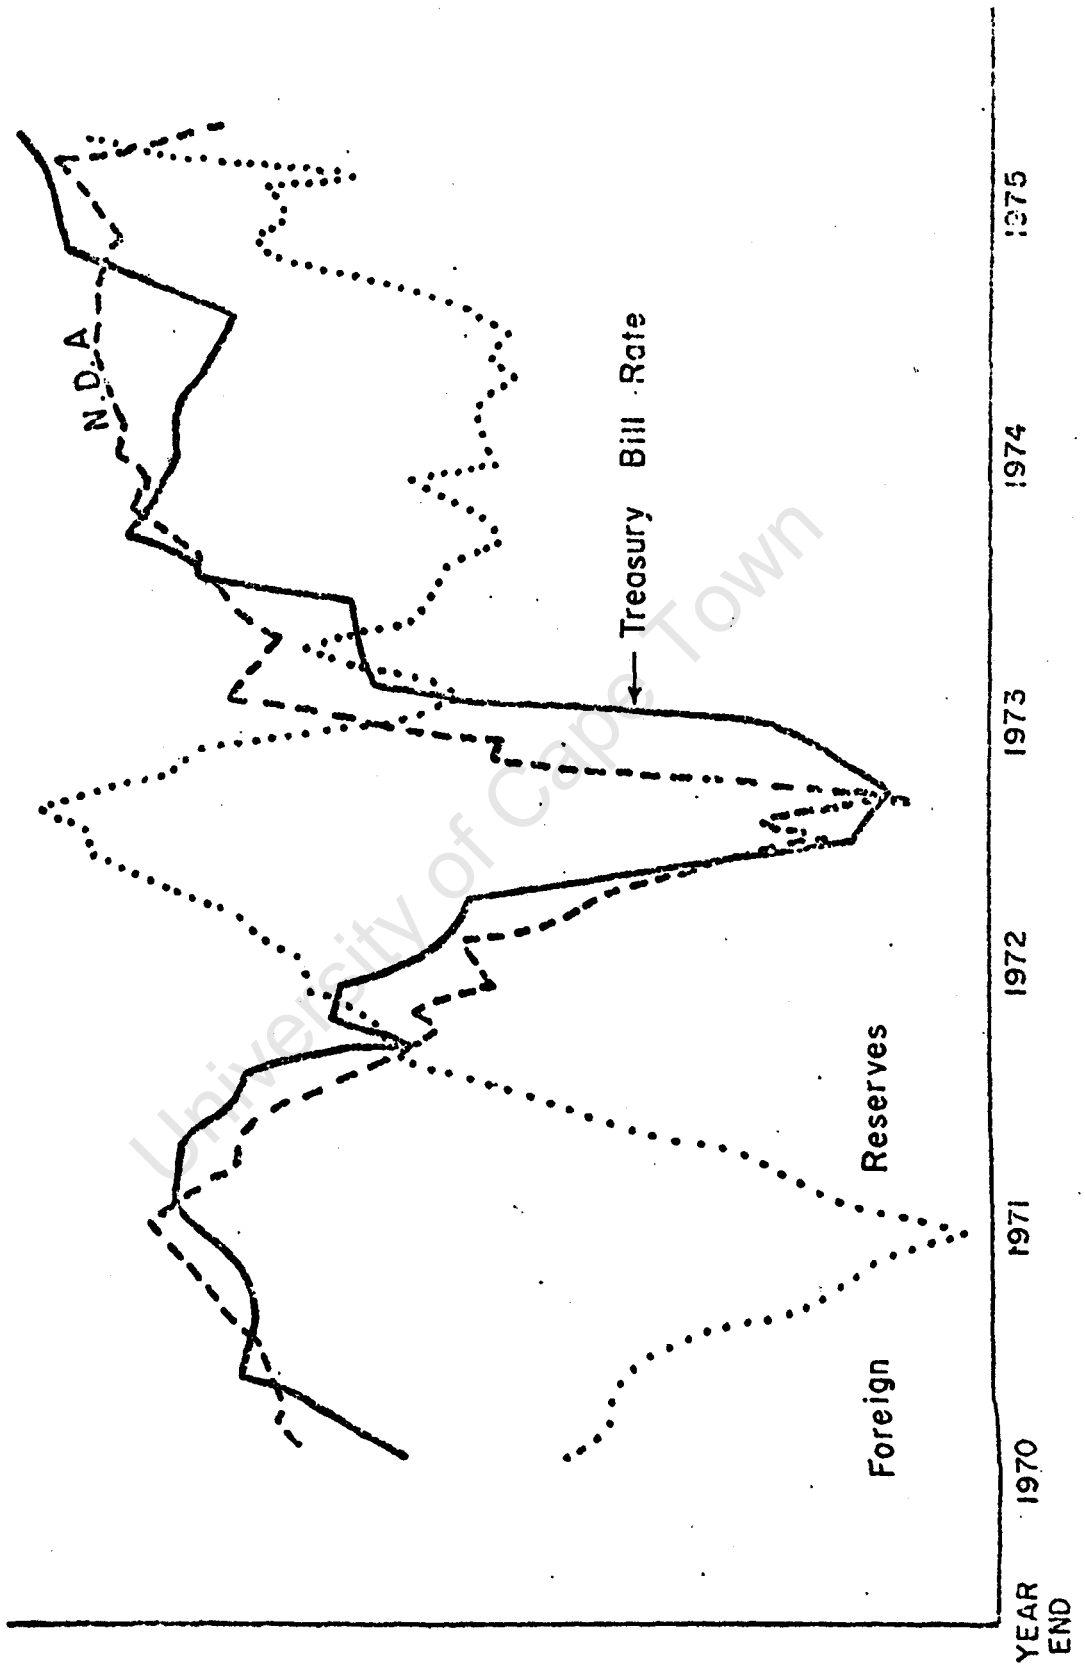 N.D.A
Treasury Bill Rate
Foreign Reserves
YEAR END
1970 1971 1972 1973 1974 1975
University of Cape Town